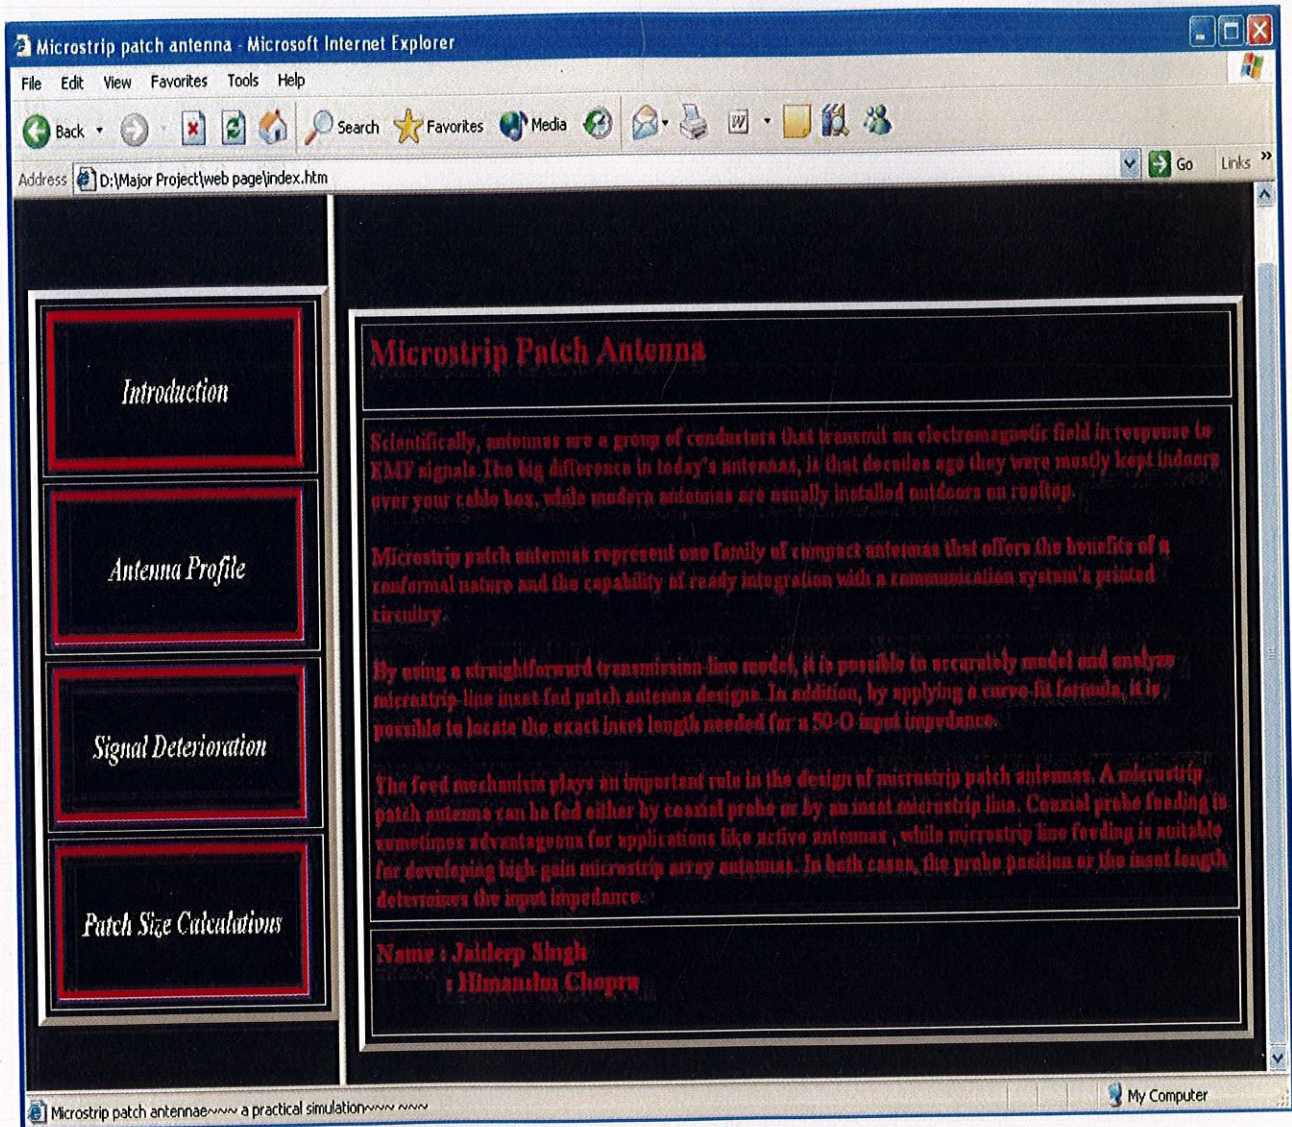 Microstrip patch antenna - Microsoft Internet Explorer
File Edit View Favorites Tools Help
Back Search Favorites Media
Address D:\Major Project\web page\index.htm Go Links »
Introduction
Antenna Profile
Signal Deterioration
Patch Size Calculations
Microstrip Patch Antenna
Scientifically, antennas are a group of conductors that transmit an electromagnetic field in response to
EMF signals.The big difference in today's antennas, is that decades ago they were mostly kept indoors
over your cable box, while modern antennas are usually installed outdoors on rooftop.
Microstrip patch antennas represent one family of compact antennas that offers the benefits of a
conformal nature and the capability of ready integration with a communication system's printed
circuitry.
By using a straightforward transmission-line model, it is possible to accurately model and analyze
microstrip-line inset-fed patch antenna designs. In addition, by applying a curve-fit formula, it is
possible to locate the exact inset length needed for a 50-O input impedance.
The feed mechanism plays an important role in the design of microstrip patch antennas. A microstrip
patch antenna can be fed either by coaxial probe or by an inset microstrip line. Coaxial probe feeding is
sometimes advantageous for applications like active antennas , while microstrip line feeding is suitable
for developing high-gain microstrip array antennas. In both cases, the probe position or the inset length
determines the input impedance.
Name : Jaideep Singh
: Himanshu Chopra
Microstrip patch antennae~~~ a practical simulation~~~ ~~~
My Computer